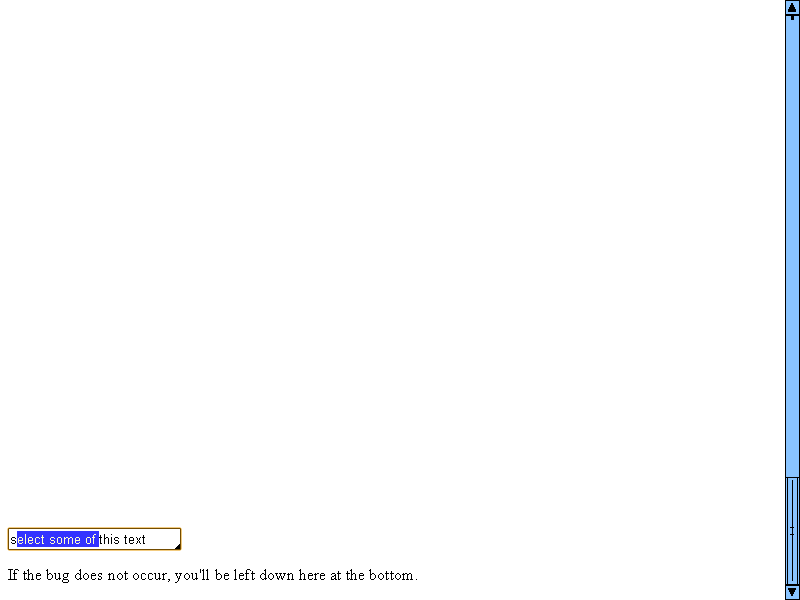 select some of this text
If the bug does not occur, you'll be left down here at the bottom.